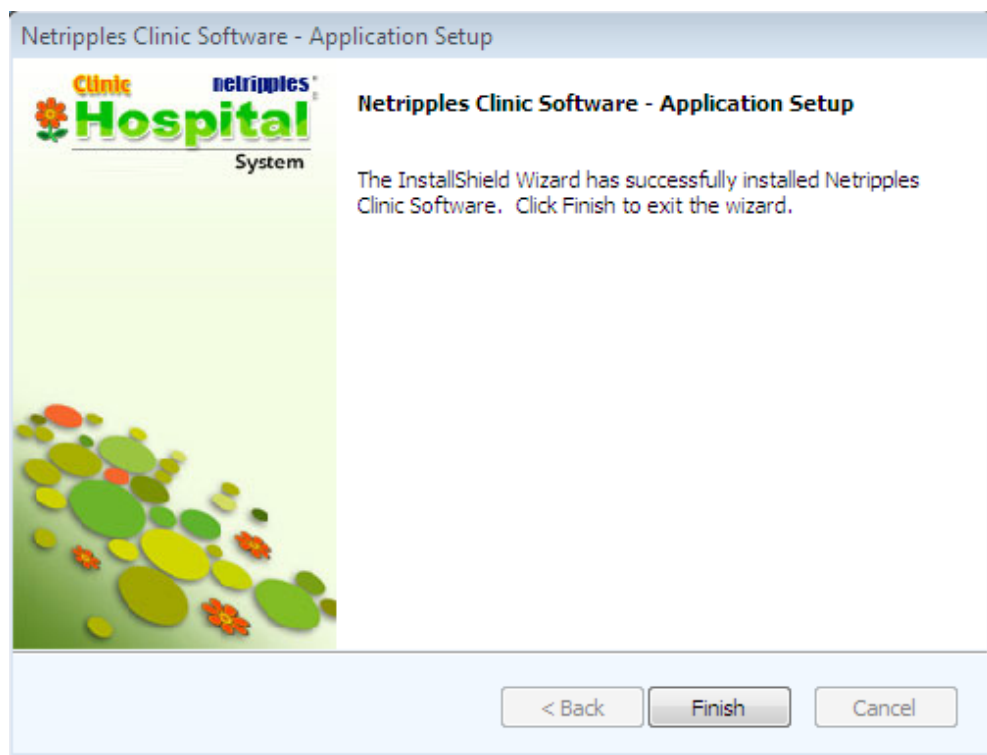 Netripples Clinic Software - Application Setup
Clinic netripples
Hospital
System
Netripples Clinic Software - Application Setup
The InstallShield Wizard has successfully installed Netripples
Clinic Software. Click Finish to exit the wizard.
< Back Finish Cancel